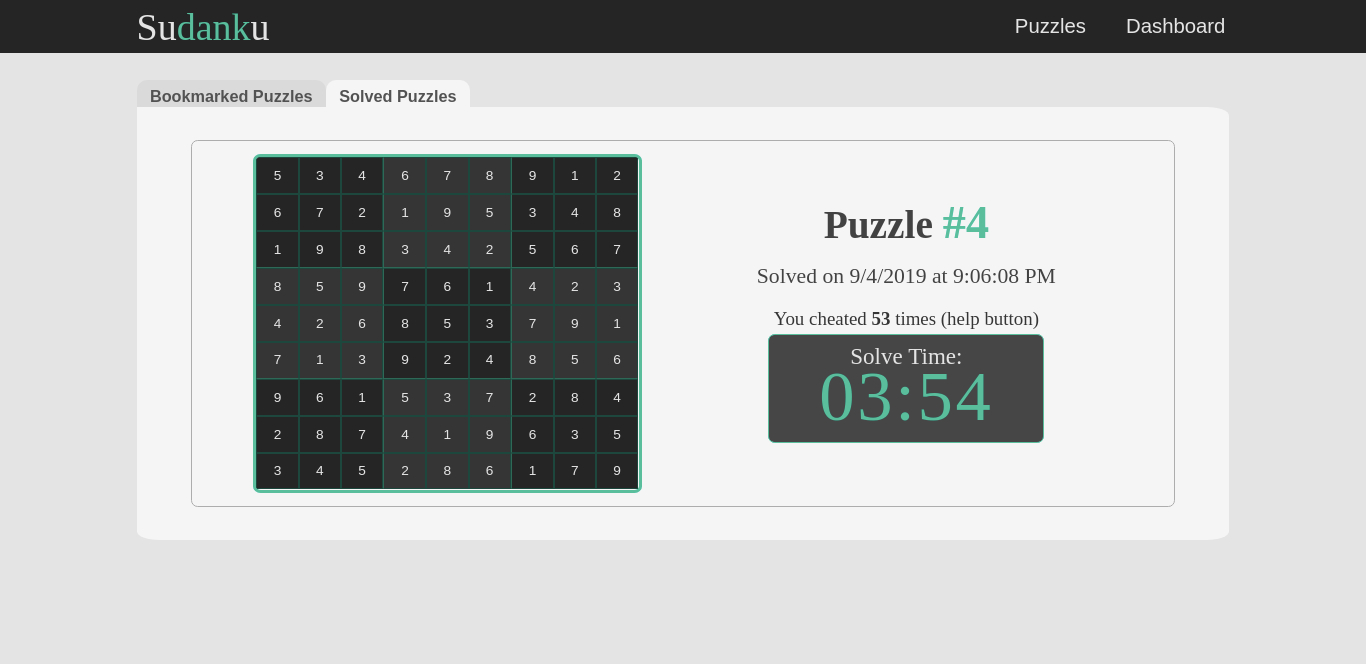 Sudanku
Puzzles Dashboard
Bookmarked Puzzles Solved Puzzles
5 3 4 6 7 8 9 1 2
6 7 2 1 9 5 3 4 8
1 9 8 3 4 2 5 6 7
8 5 9 7 6 1 4 2 3
4 2 6 8 5 3 7 9 1
7 1 3 9 2 4 8 5 6
9 6 1 5 3 7 2 8 4
2 8 7 4 1 9 6 3 5
3 4 5 2 8 6 1 7 9
Puzzle #4
Solved on 9/4/2019 at 9:06:08 PM
You cheated 53 times (help button)
Solve Time:
03:54